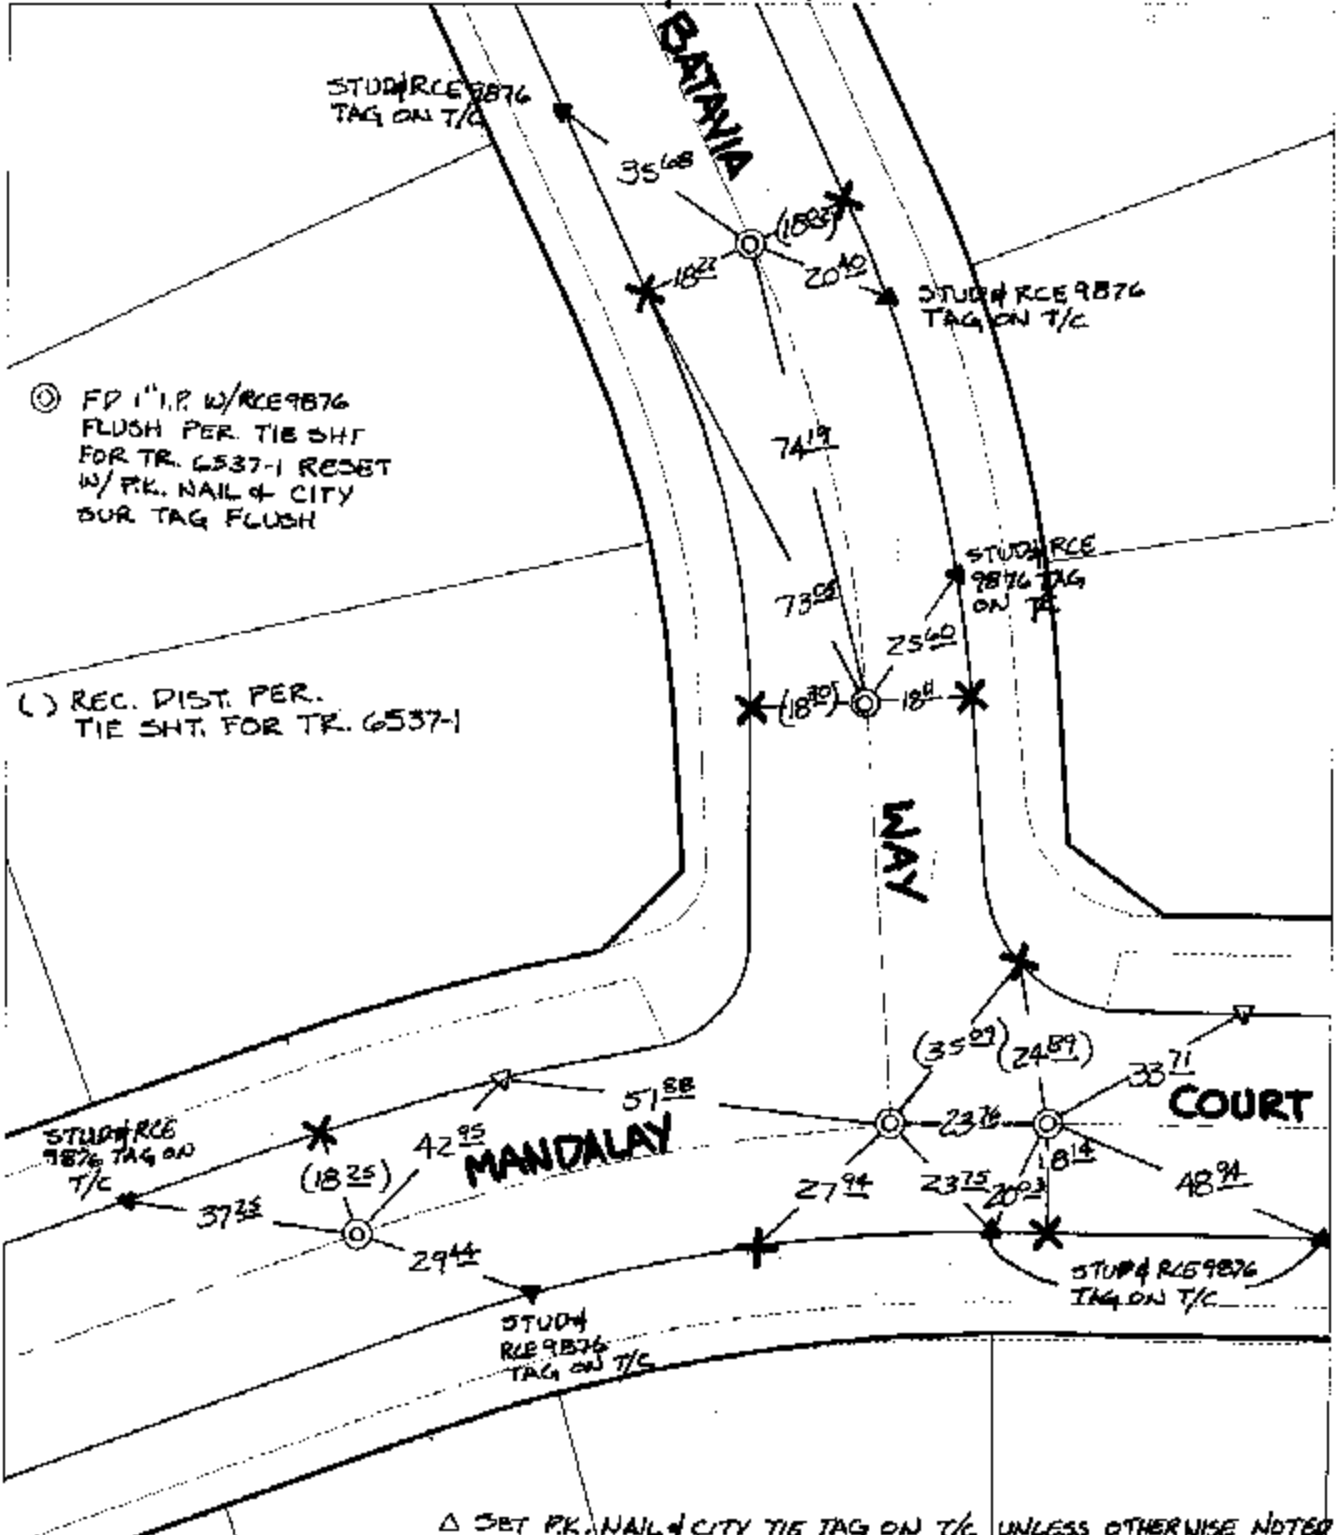 BATAVIA
STUD & RCE 9876
TAG ON T/C
35 68
(18 )
18 22
20 40
STUD & RCE 9876
TAG ON T/C
FD 1" I.P. W/RCE 9876
FLUSH PER. TIE SHT
FOR TR. 6537-1 RESET
W/ P.K. NAIL & CITY
SUR TAG FLUSH
74 19
STUD & RCE
9876 TAG
ON T/C
73
25 60
( ) REC. DIST. PER.
TIE SHT. FOR TR. 6537-1
(18 30)
18 11
WAY
(35 09)
(24 89)
33 71
COURT
51 88
23 76
STUD & RCE
9876 TAG ON
T/C
42 95
MANDALAY
(18 25)
8 14
27 94
23 75
20 03
48 94
37 35
29 44
STUD & RCE 9876
TAG ON T/C
STUD &
RCE 9876
TAG ON T/C
△ SET P.K. NAIL & CITY TIE TAG ON T/C UNLESS OTHERWISE NOTED